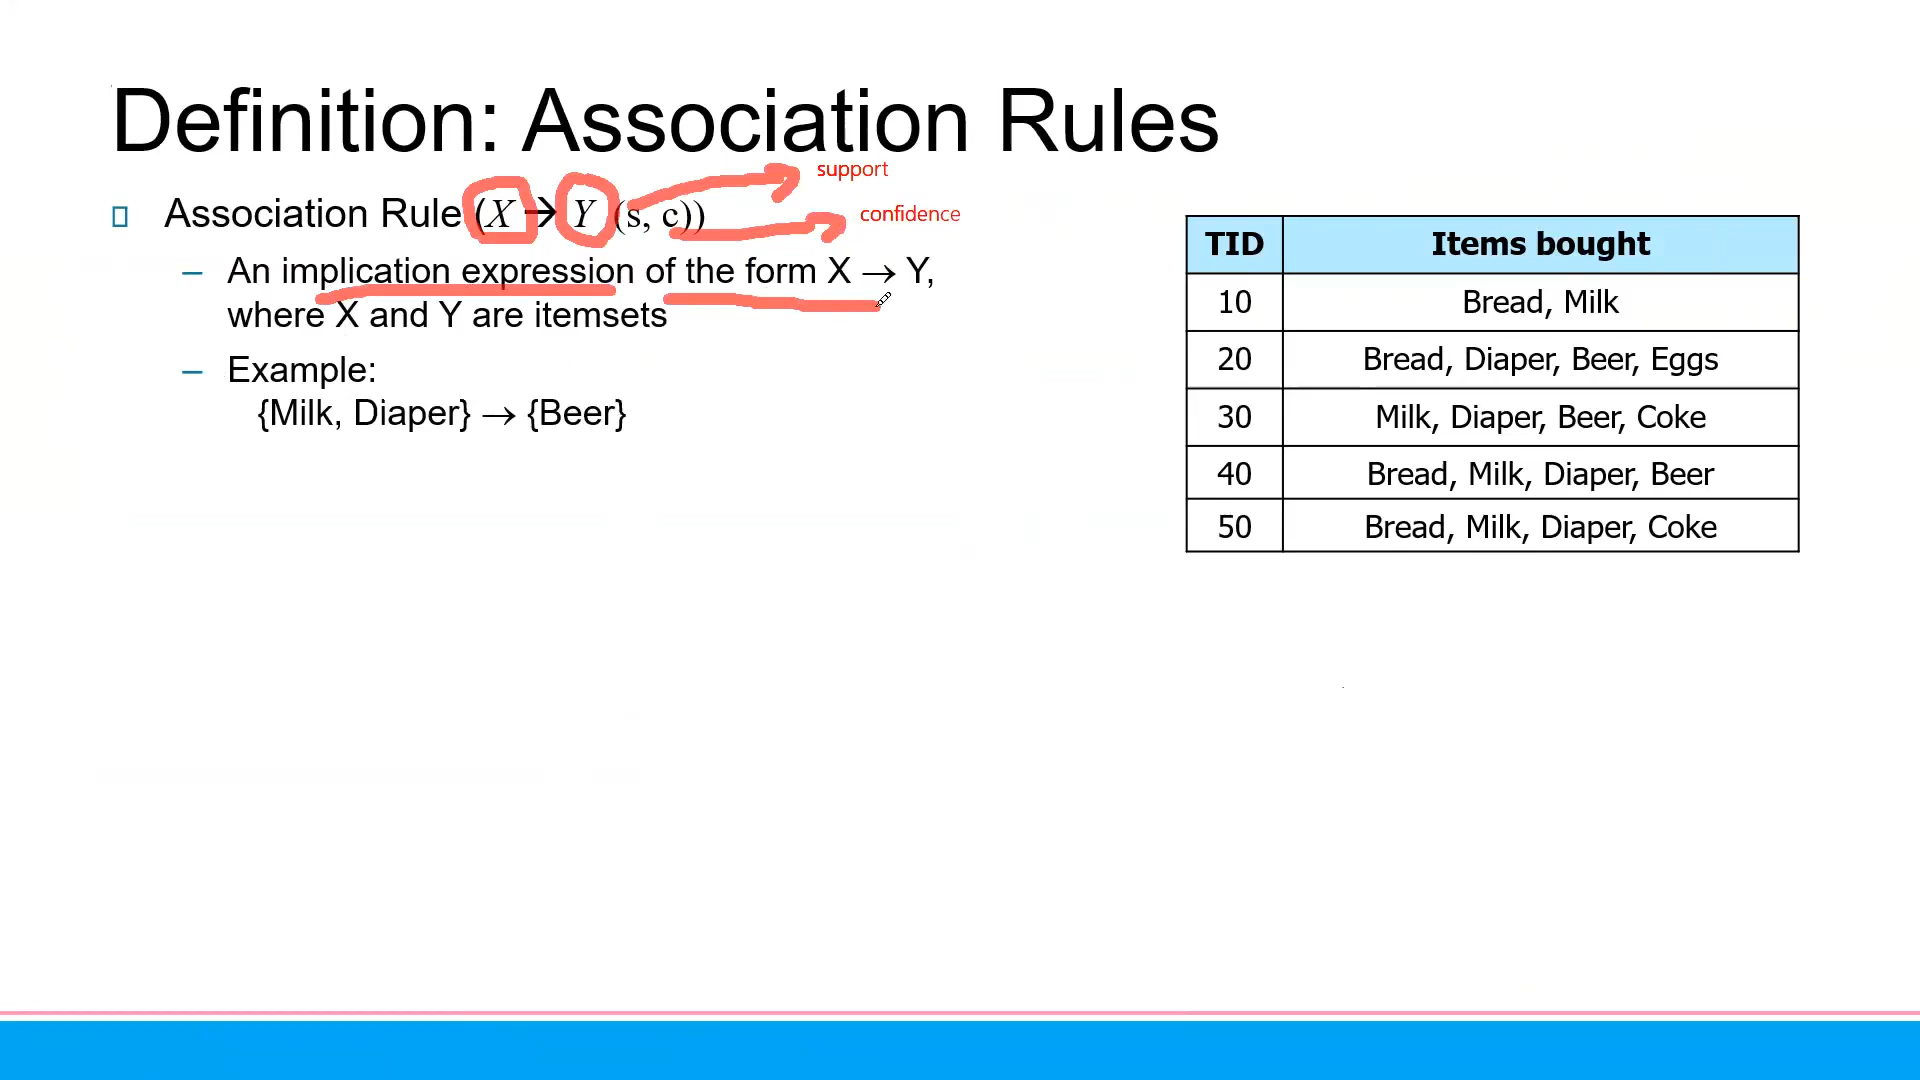 Definition: Association Rules
support
Association Rule (X → Y (s, c))
confidence
– An implication expression of the form X → Y,
where X and Y are itemsets
– Example:
{Milk, Diaper} → {Beer}
TID Items bought
10 Bread, Milk
20 Bread, Diaper, Beer, Eggs
30 Milk, Diaper, Beer, Coke
40 Bread, Milk, Diaper, Beer
50 Bread, Milk, Diaper, Coke